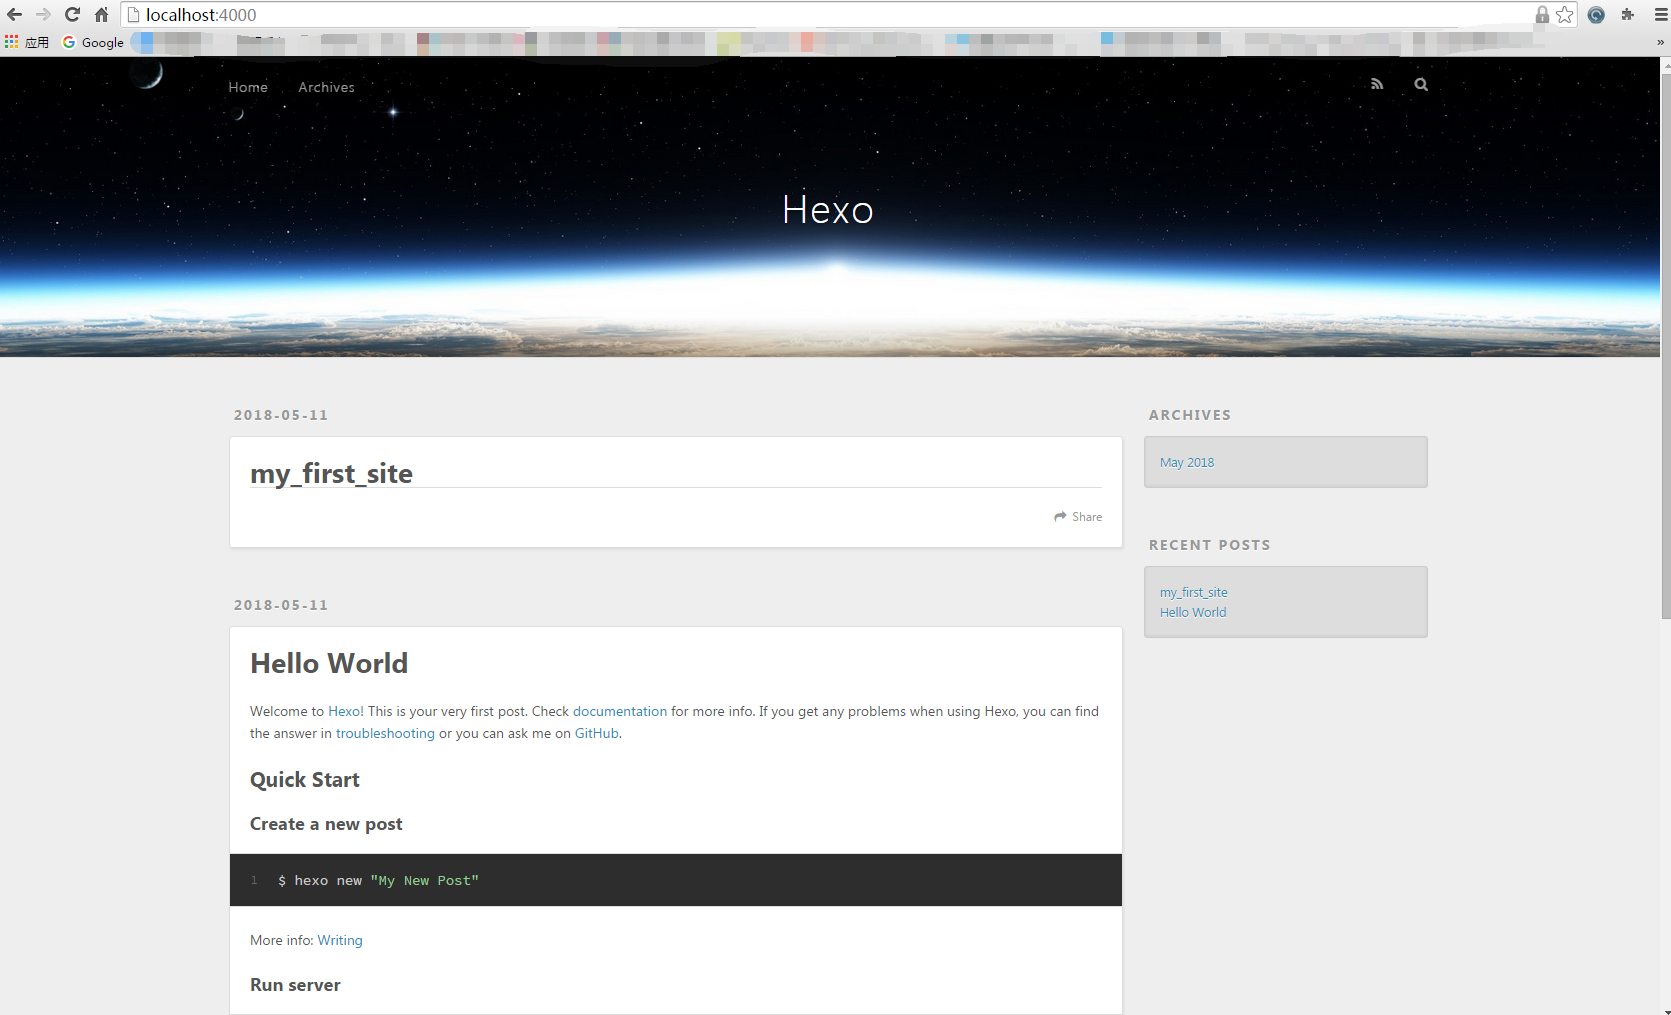 localhost:4000
应用 Google »
Home Archives
Hexo
2018-05-11
my_first_site
Share
2018-05-11
Hello World
Welcome to Hexo! This is your very first post. Check documentation for more info. If you get any problems when using Hexo, you can find
the answer in troubleshooting or you can ask me on GitHub.
Quick Start
Create a new post
1 $ hexo new "My New Post"
More info: Writing
Run server
ARCHIVES
May 2018
RECENT POSTS
my_first_site
Hello World